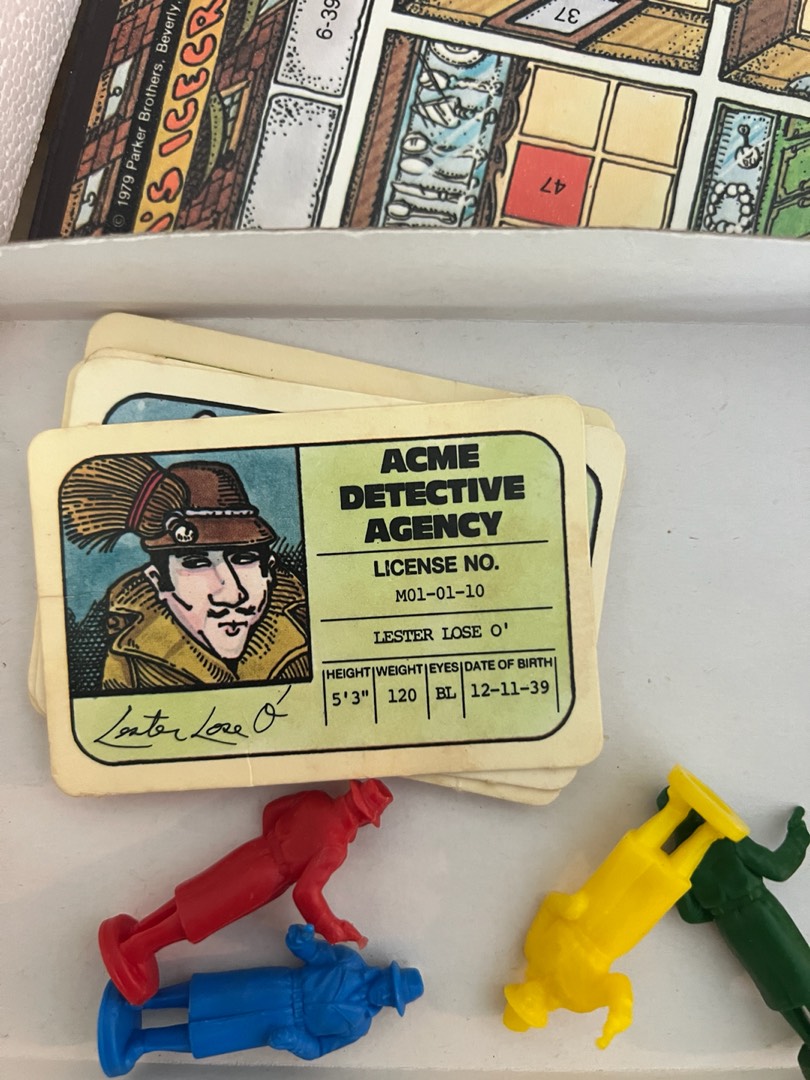 © 1979 Parker Brothers, Beverly,
'S ICECR
6-39
37
47
ACME
DETECTIVE
AGENCY
LICENSE NO.
M01-01-10
LESTER LOSE O'
HEIGHT WEIGHT EYES DATE OF BIRTH
5'3" 120 BL 12-11-39
Lester Lose O'